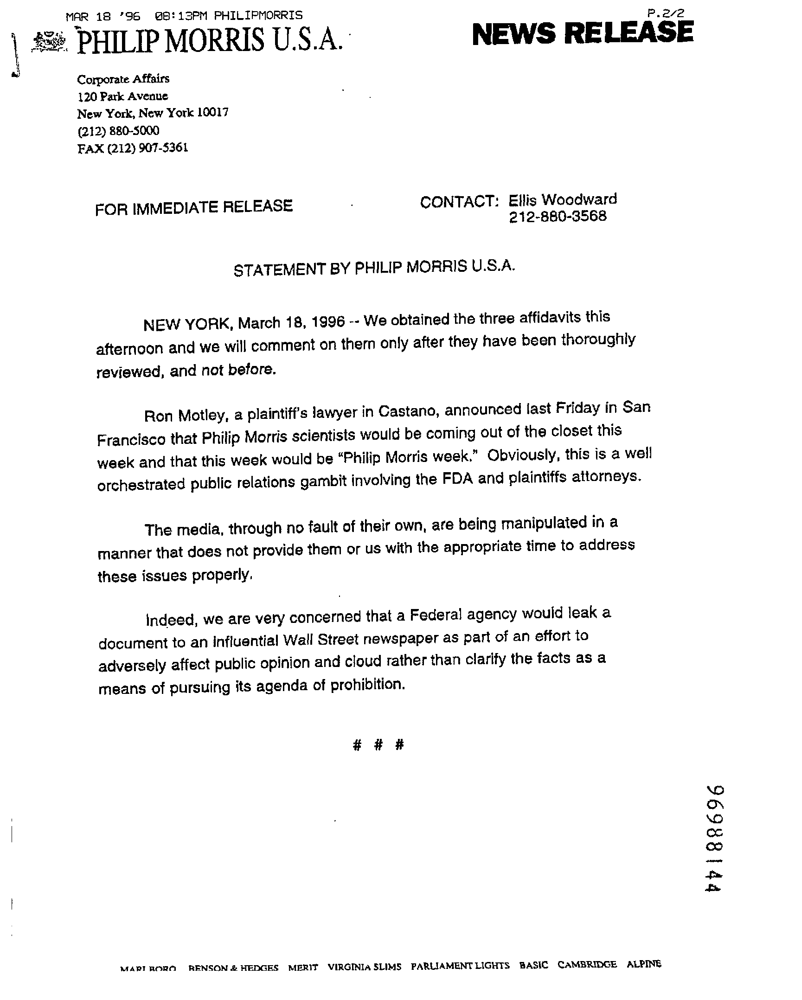 MAR 18 '96 08:13PM PHILIPMORRIS P.2/2
PHILIP MORRIS U.S.A. NEWS RELEASE
Corporate Affairs
120 Park Avenue
New York, New York 10017
(212) 880-5000
FAX (212) 907-5361
FOR IMMEDIATE RELEASE CONTACT: Ellis Woodward
212-880-3568
STATEMENT BY PHILIP MORRIS U.S.A.
NEW YORK, March 18, 1996 -- We obtained the three affidavits this
afternoon and we will comment on them only after they have been thoroughly
reviewed, and not before.
Ron Motley, a plaintiff's lawyer in Castano, announced last Friday in San
Francisco that Philip Morris scientists would be coming out of the closet this
week and that this week would be "Philip Morris week." Obviously, this is a well
orchestrated public relations gambit involving the FDA and plaintiffs attorneys.
The media, through no fault of their own, are being manipulated in a
manner that does not provide them or us with the appropriate time to address
these issues properly.
Indeed, we are very concerned that a Federal agency would leak a
document to an influential Wall Street newspaper as part of an effort to
adversely affect public opinion and cloud rather than clarify the facts as a
means of pursuing its agenda of prohibition.
# # #
96988144
MARLBORO BENSON & HEDGES MERIT VIRGINIA SLIMS PARLIAMENT LIGHTS BASIC CAMBRIDGE ALPINE